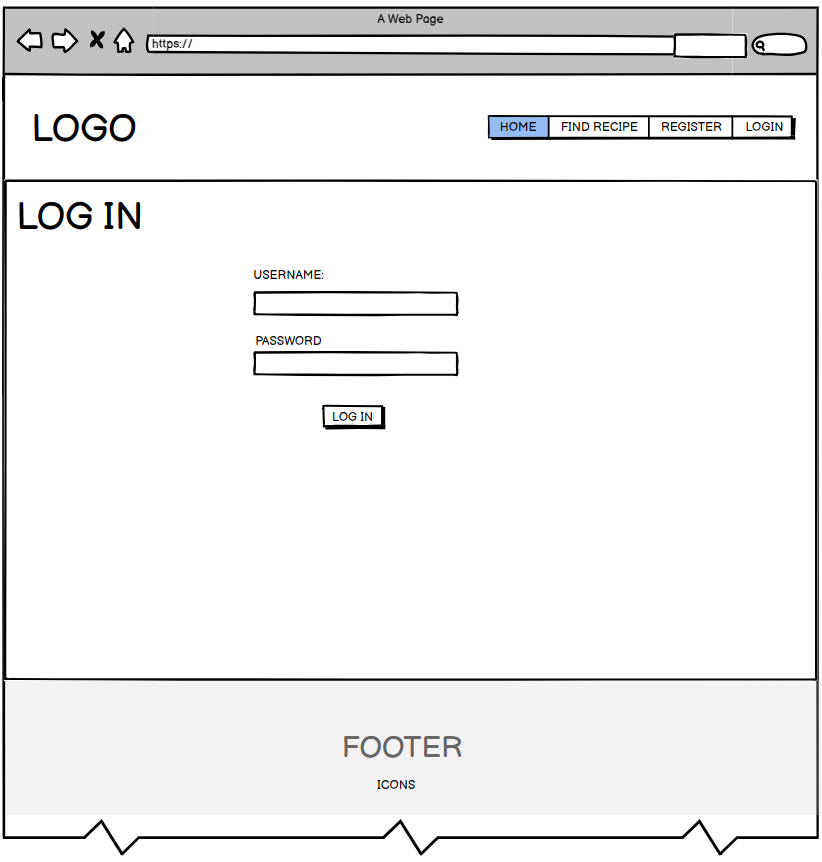 A Web Page
https://
LOGO
HOME FIND RECIPE REGISTER LOGIN
LOG IN
USERNAME:
PASSWORD
LOG IN
FOOTER
ICONS